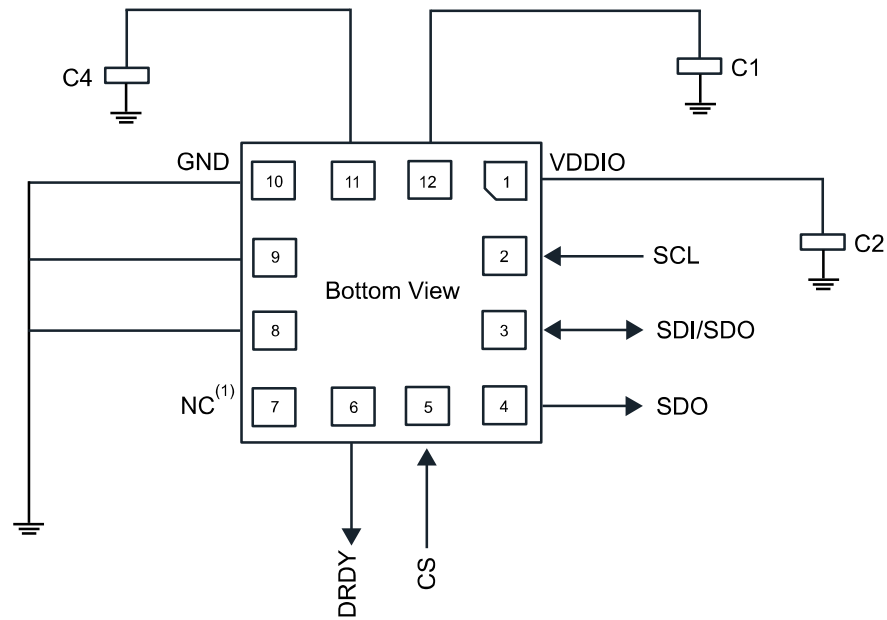 C4
C1
GND
10
11
12
1
VDDIO
C2
9
2
SCL
Bottom View
8
3
SDI/SDO
NC(1)
7
6
5
4
SDO
DRDY
CS